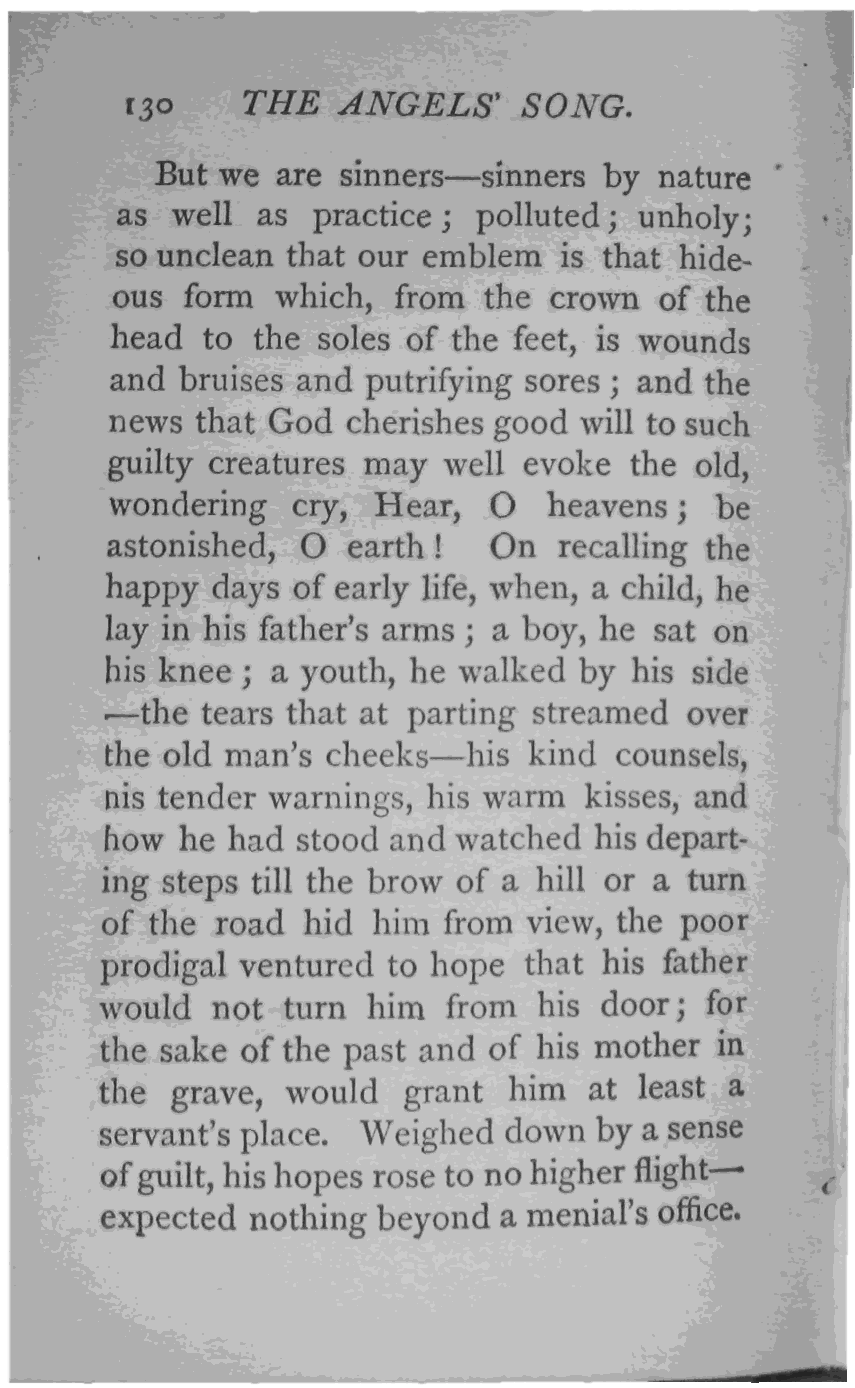 130 THE ANGELS' SONG.
But we are sinners—sinners by nature
as well as practice; polluted; unholy;
so unclean that our emblem is that hide-
ous form which, from the crown of the
head to the soles of the feet, is wounds
and bruises and putrifying sores; and the
news that God cherishes good will to such
guilty creatures may well evoke the old,
wondering cry, Hear, O heavens; be
astonished, O earth! On recalling the
happy days of early life, when, a child, he
lay in his father's arms; a boy, he sat on
his knee; a youth, he walked by his side
—the tears that at parting streamed over
the old man's cheeks—his kind counsels,
his tender warnings, his warm kisses, and
how he had stood and watched his depart-
ing steps till the brow of a hill or a turn
of the road hid him from view, the poor
prodigal ventured to hope that his father
would not turn him from his door; for
the sake of the past and of his mother in
the grave, would grant him at least a
servant's place. Weighed down by a sense
of guilt, his hopes rose to no higher flight—
expected nothing beyond a menial's office.